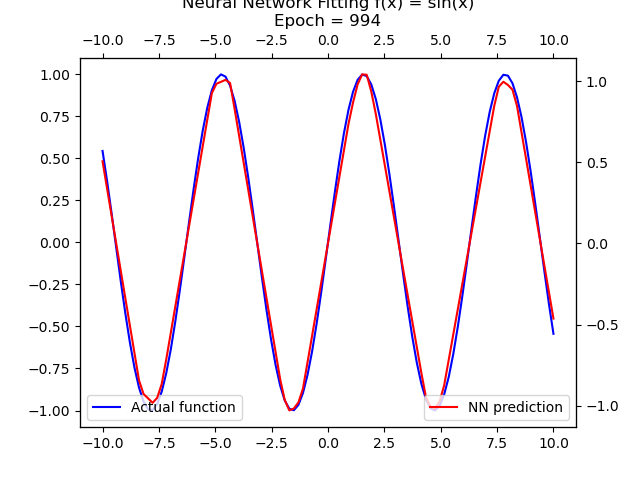 Neural Network Fitting f(x) = sin(x)
Epoch = 994
−10.0 −7.5 −5.0 −2.5 0.0 2.5 5.0 7.5 10.0
1.00 1.0
0.75
0.50 0.5
0.25
0.00 0.0
−0.25
−0.50 −0.5
−0.75
−1.00 −1.0
Actual function NN prediction
−10.0 −7.5 −5.0 −2.5 0.0 2.5 5.0 7.5 10.0